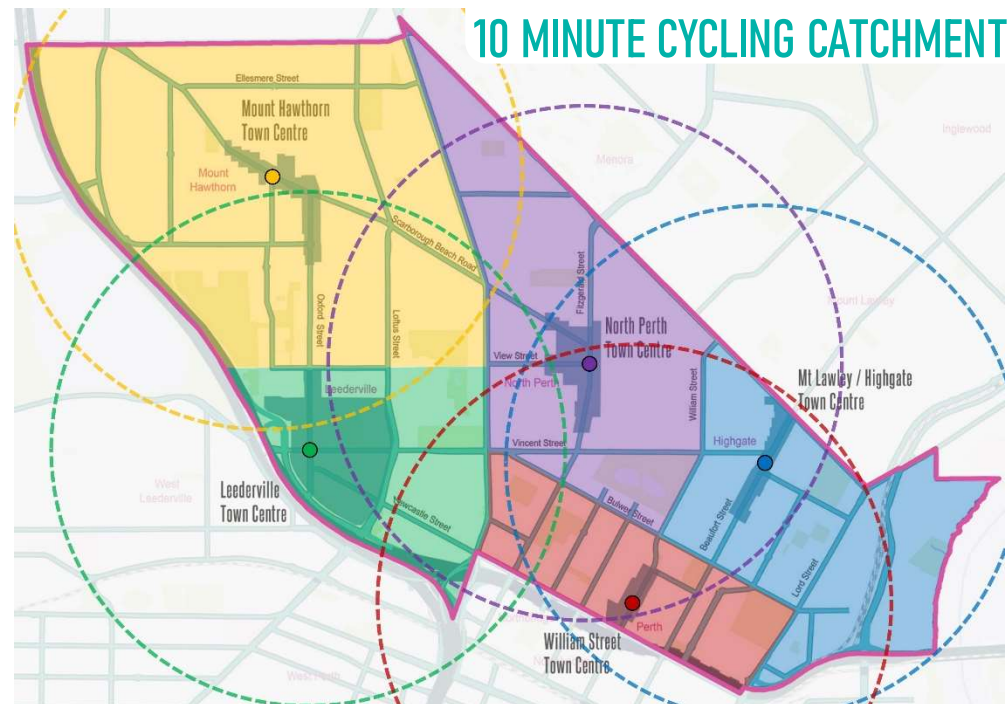 10 MINUTE CYCLING CATCHMENT
Ellesmere Street
Mount Hawthorn
Town Centre
Inglewood
Menora
Mount
Hawthorn
Scarborough Beach Road
Fitzgerald Street
Mount Lawley
Oxford Street
Loftus Street
North Perth
Town Centre
View Street
North Perth
Mt Lawley / Highgate
Town Centre
Leederville
William Street
Vincent Street
Highgate
West
Leederville
Leederville
Town Centre
Newcastle Street
Bulwer Street
Beaufort Street
Lord Street
Perth
William Street
Town Centre
West Perth